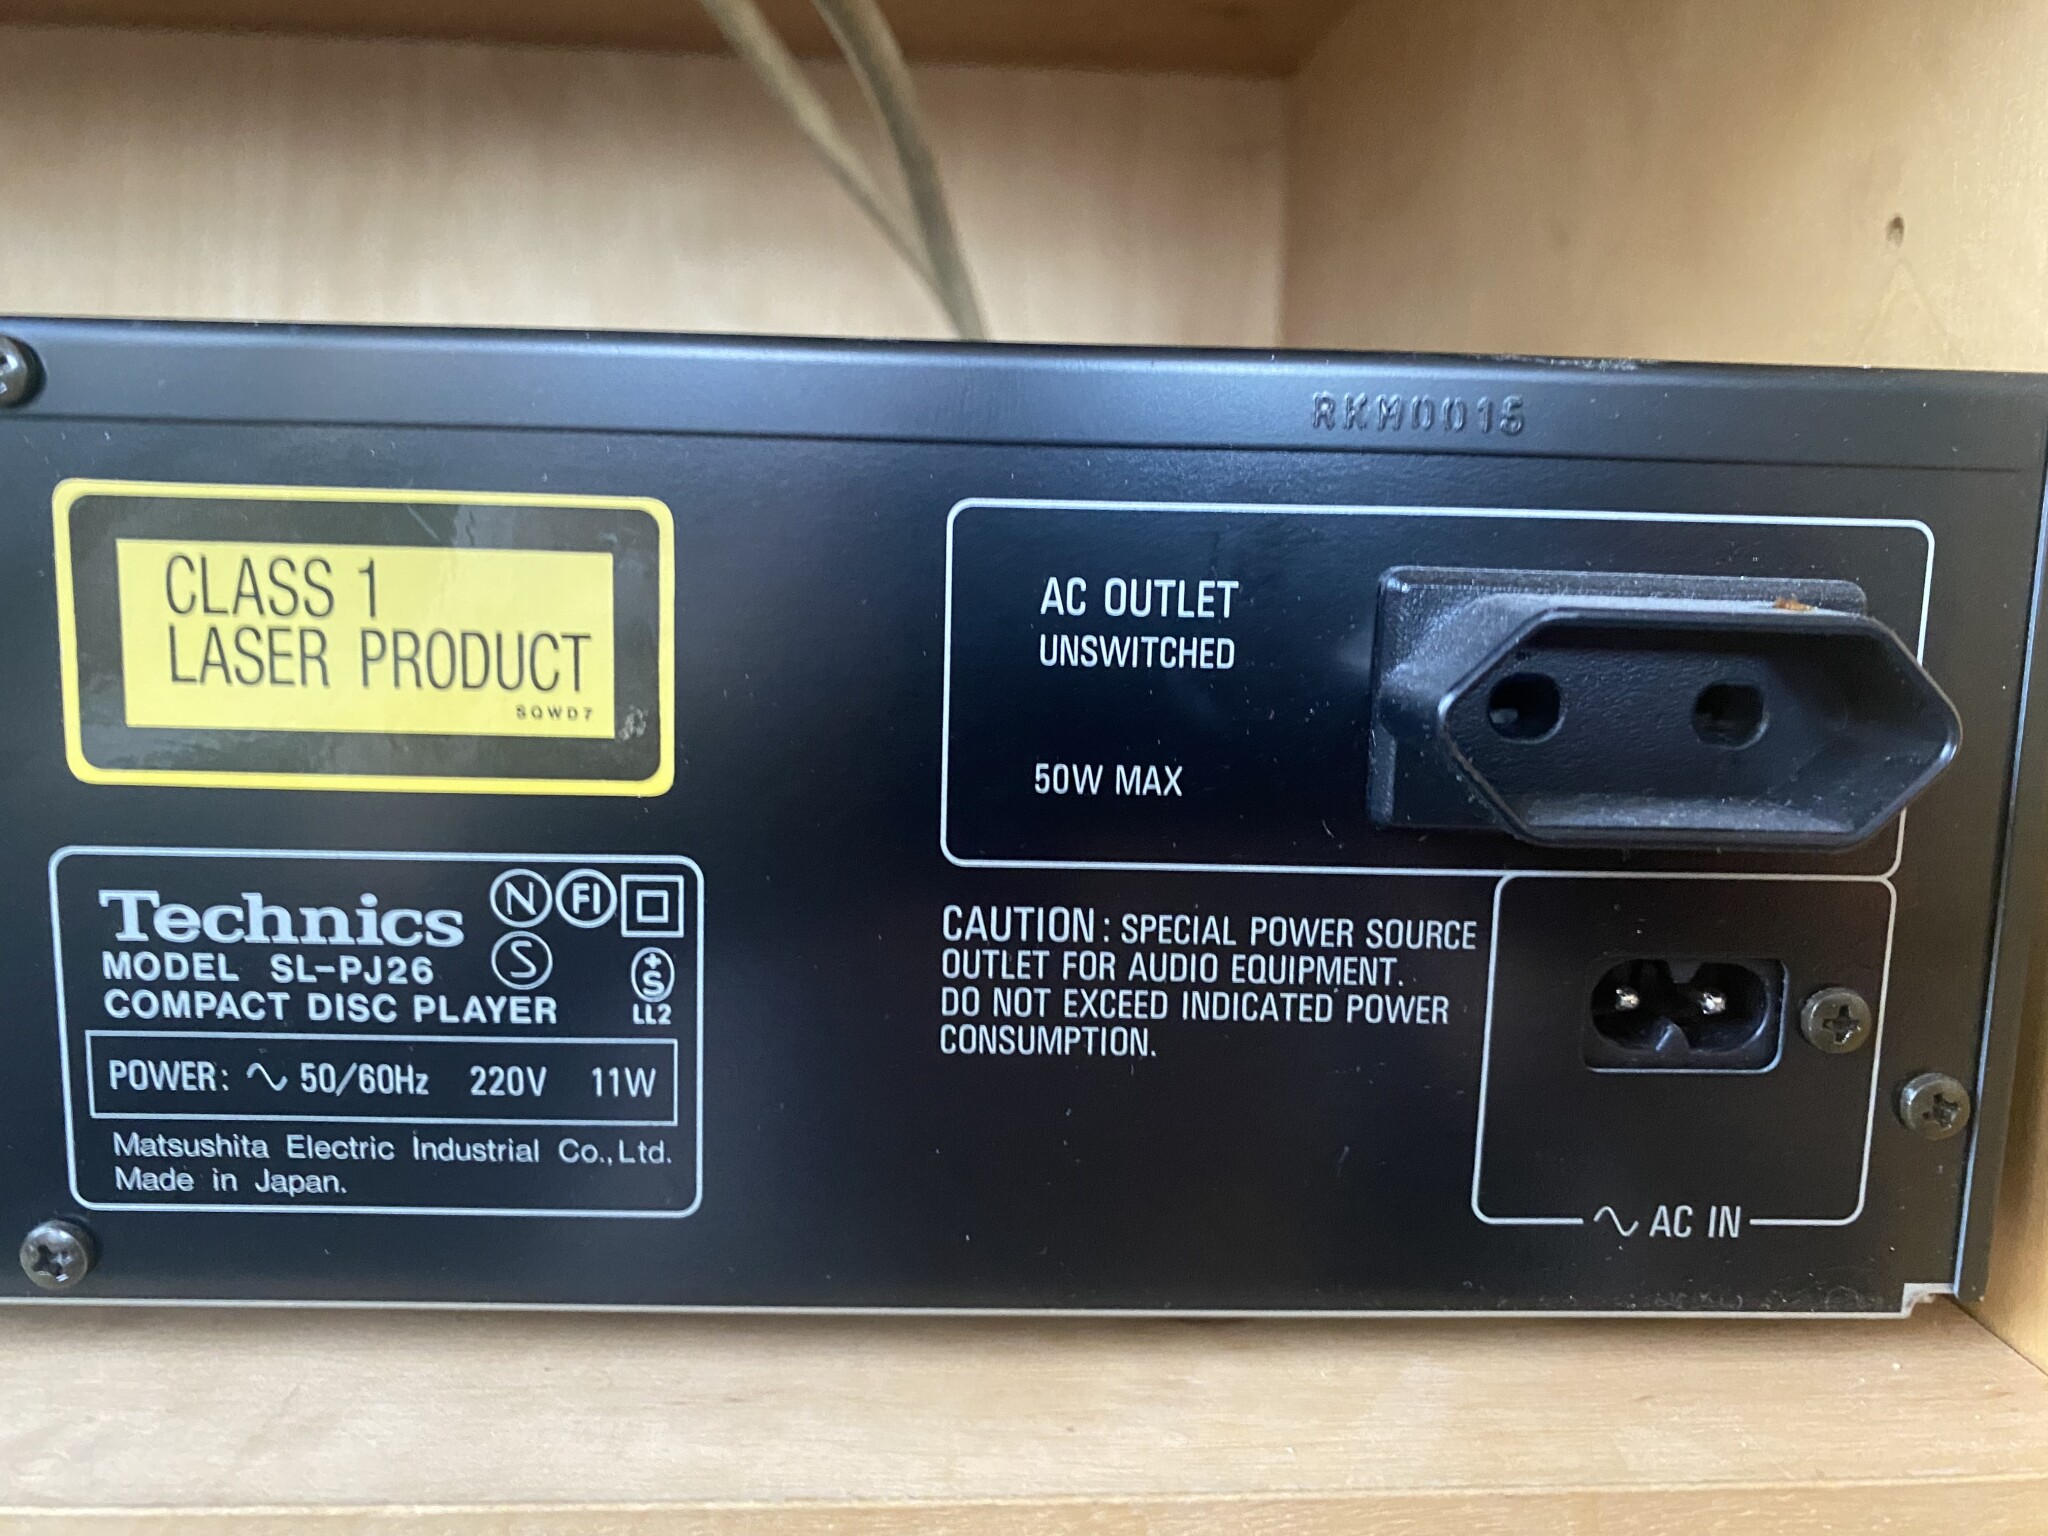 RKM0015
CLASS 1
LASER PRODUCT
SQWD7
AC OUTLET
UNSWITCHED
50W MAX
Technics
N FI
S
MODEL SL-PJ26
COMPACT DISC PLAYER
+S
LL2
POWER: ∿ 50/60Hz 220V 11W
Matsushita Electric Industrial Co., Ltd.
Made in Japan.
CAUTION: SPECIAL POWER SOURCE
OUTLET FOR AUDIO EQUIPMENT.
DO NOT EXCEED INDICATED POWER
CONSUMPTION.
∿ AC IN